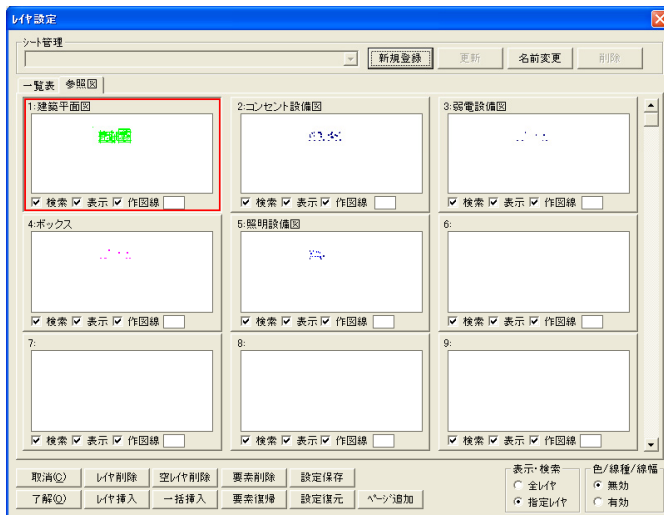 レイヤ設定
シート管理
新規登録 更新 名前変更 削除
一覧表 参照図
1:建築平面図 2:コンセント設備図 3:弱電設備図
検索 表示 作図線 検索 表示 作図線 検索 表示 作図線
4:ボックス 5:照明設備図 6:
検索 表示 作図線 検索 表示 作図線 検索 表示 作図線
7: 8: 9:
検索 表示 作図線 検索 表示 作図線 検索 表示 作図線
表示・検索 色/線種/線幅
取消(C) レイヤ削除 空レイヤ削除 要素削除 設定保存 全レイヤ 無効
了解(O) レイヤ挿入 一括挿入 要素復帰 設定復元 ページ追加 指定レイヤ 有効